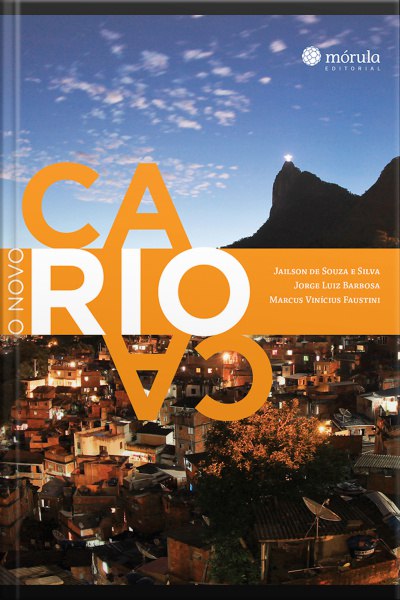 mórula
EDITORIAL
O NOVO
CA
RIO
CA
Jailson de Souza e Silva
Jorge Luiz Barbosa
Marcus Vinícius Faustini